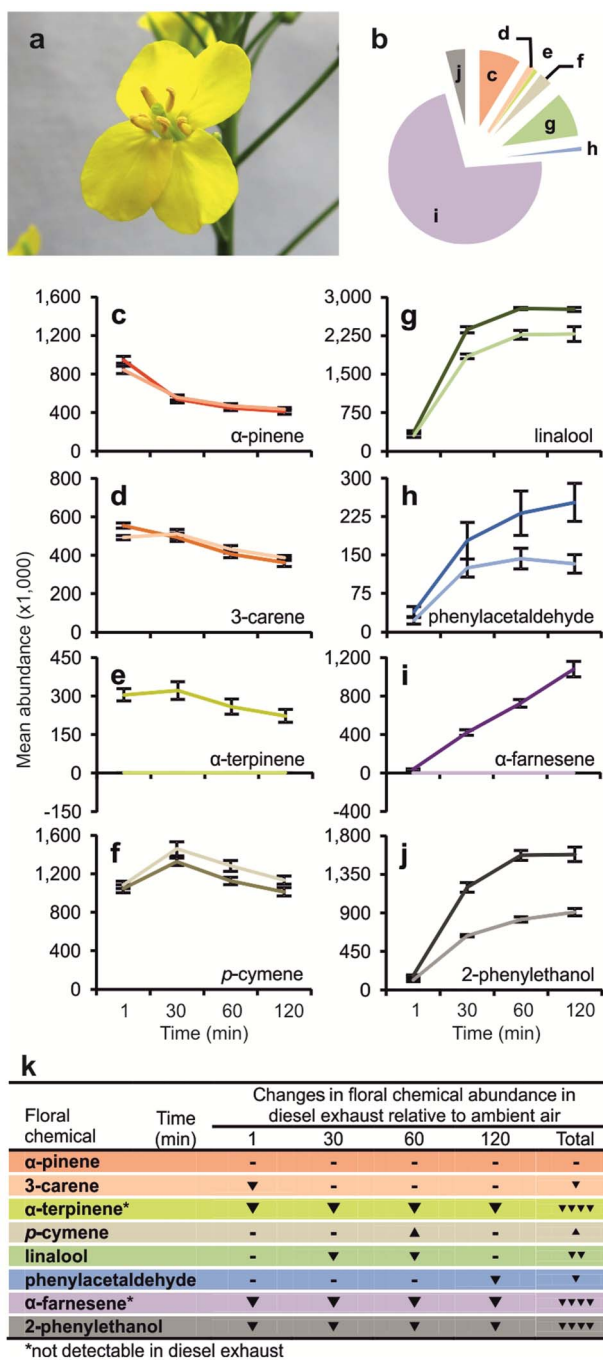 a
b
j
c
d
e
f
g
h
i
Mean abundance (x1,000)
c
1,600
1,200
800
400
0
α-pinene
g
3,000
2,250
1,500
750
0
linalool
d
800
600
400
200
0
3-carene
h
300
225
150
75
0
phenylacetaldehyde
e
450
300
150
0
-150
α-terpinene
i
1,200
800
400
0
-400
α-farnesene
f
1,600
1,200
800
400
0
p-cymene
1 30 60 120
Time (min)
j
1,800
1,350
900
450
0
2-phenylethanol
1 30 60 120
Time (min)
k
Changes in floral chemical abundance in
diesel exhaust relative to ambient air
Floral chemical Time (min) 1 30 60 120 Total
α-pinene - - - - -
3-carene ▼ - - - ▼
α-terpinene* ▼ ▼ ▼ ▼ ▼▼▼▼
p-cymene - - ▲ - ▲
linalool - ▼ ▼ - ▼▼
phenylacetaldehyde - - - ▼ ▼
α-farnesene* ▼ ▼ ▼ ▼ ▼▼▼▼
2-phenylethanol ▼ ▼ ▼ ▼ ▼▼▼▼
*not detectable in diesel exhaust